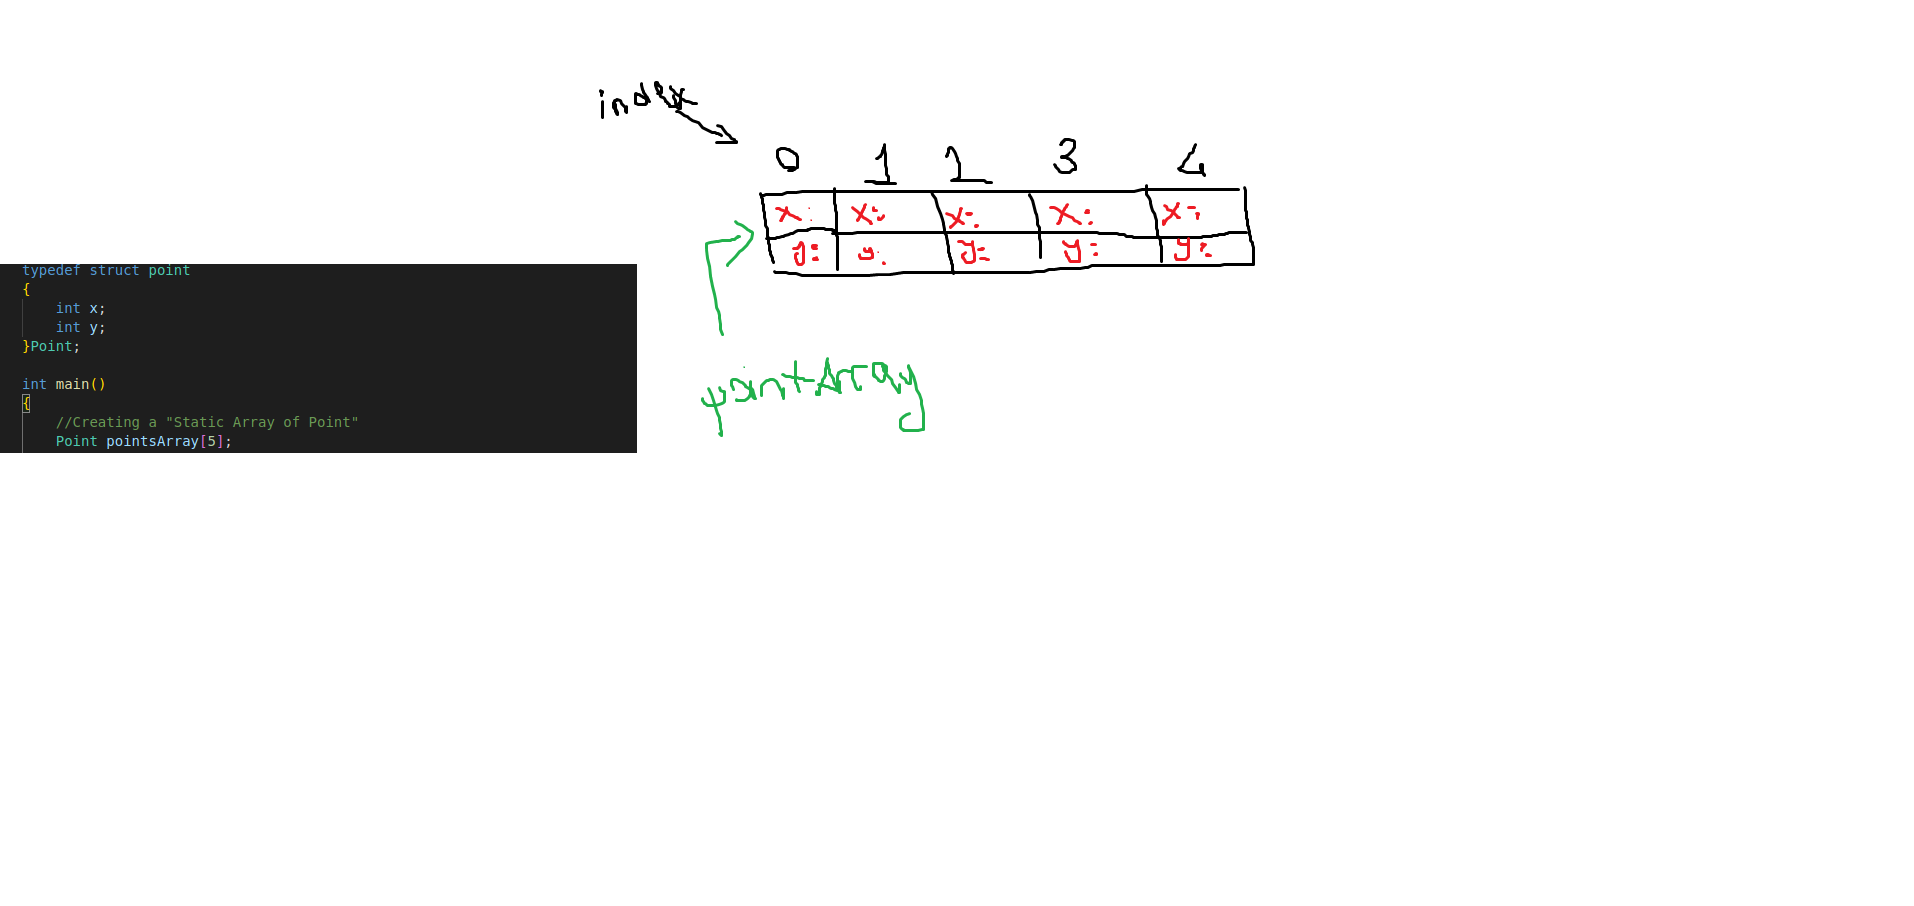 index
0 1 2 3 4
x: x: x: x: x:
y: y: y: y: y:
typedef struct point
{
    int x;
    int y;
}Point;
int main()
{
    //Creating a "Static Array of Point"
    Point pointsArray[5];
pointArray